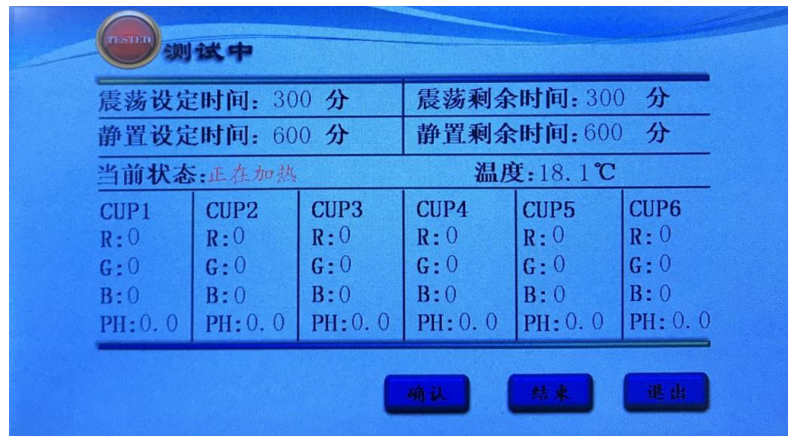 TESTED
测试中
震荡设定时间: 300 分 震荡剩余时间: 300 分
静置设定时间: 600 分 静置剩余时间: 600 分
当前状态:正在加热 温度:18.1℃
CUP1 CUP2 CUP3 CUP4 CUP5 CUP6
R:0 R:0 R:0 R:0 R:0 R:0
G:0 G:0 G:0 G:0 G:0 G:0
B:0 B:0 B:0 B:0 B:0 B:0
PH:0.0 PH:0.0 PH:0.0 PH:0.0 PH:0.0 PH:0.0
确认 结束 退出